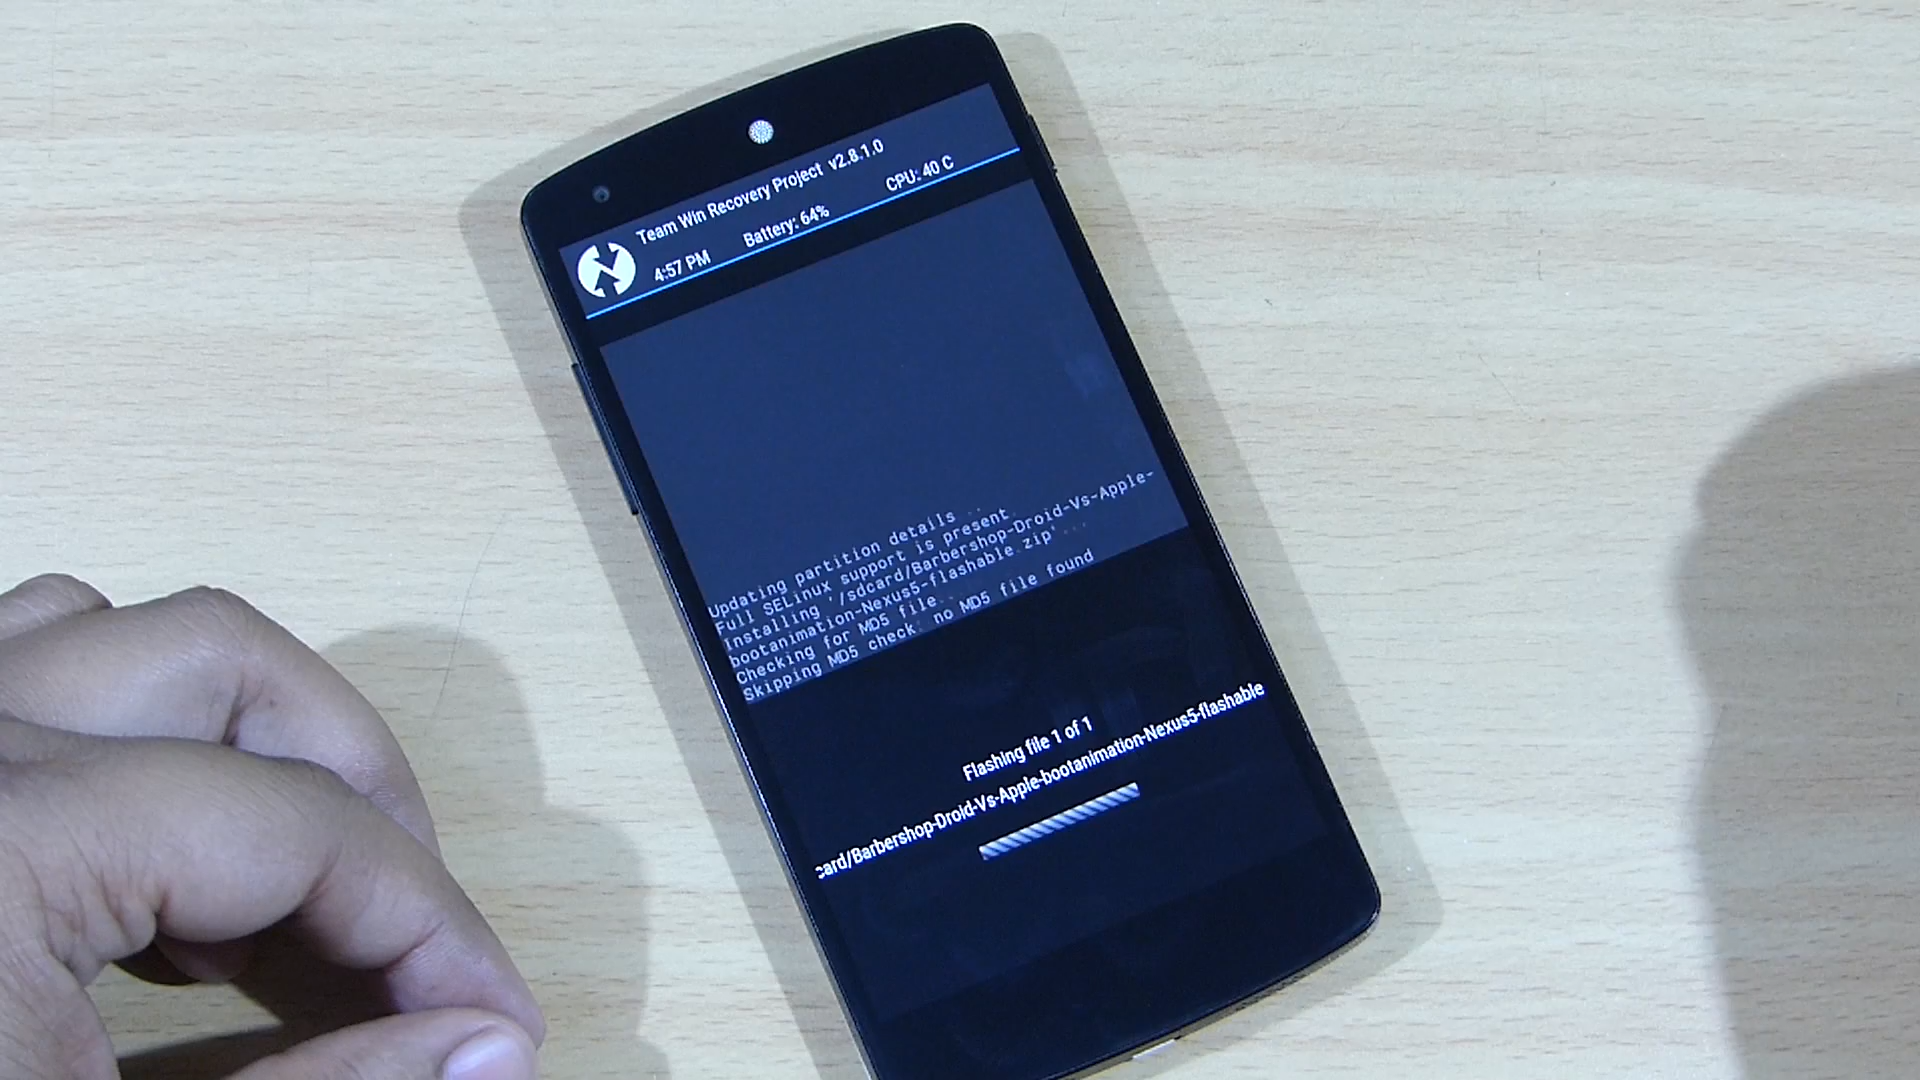 Team Win Recovery Project v2.8.1.0
4:57 PM Battery: 64% CPU: 40 C
Updating partition details...
Full SELinux support is present.
Installing '/sdcard/Barbershop-Droid-Vs-Apple-
bootanimation-Nexus5-flashable.zip'...
Checking for MD5 file...
Skipping MD5 check: no MD5 file found
Flashing file 1 of 1
card/Barbershop-Droid-Vs-Apple-bootanimation-Nexus5-flashable